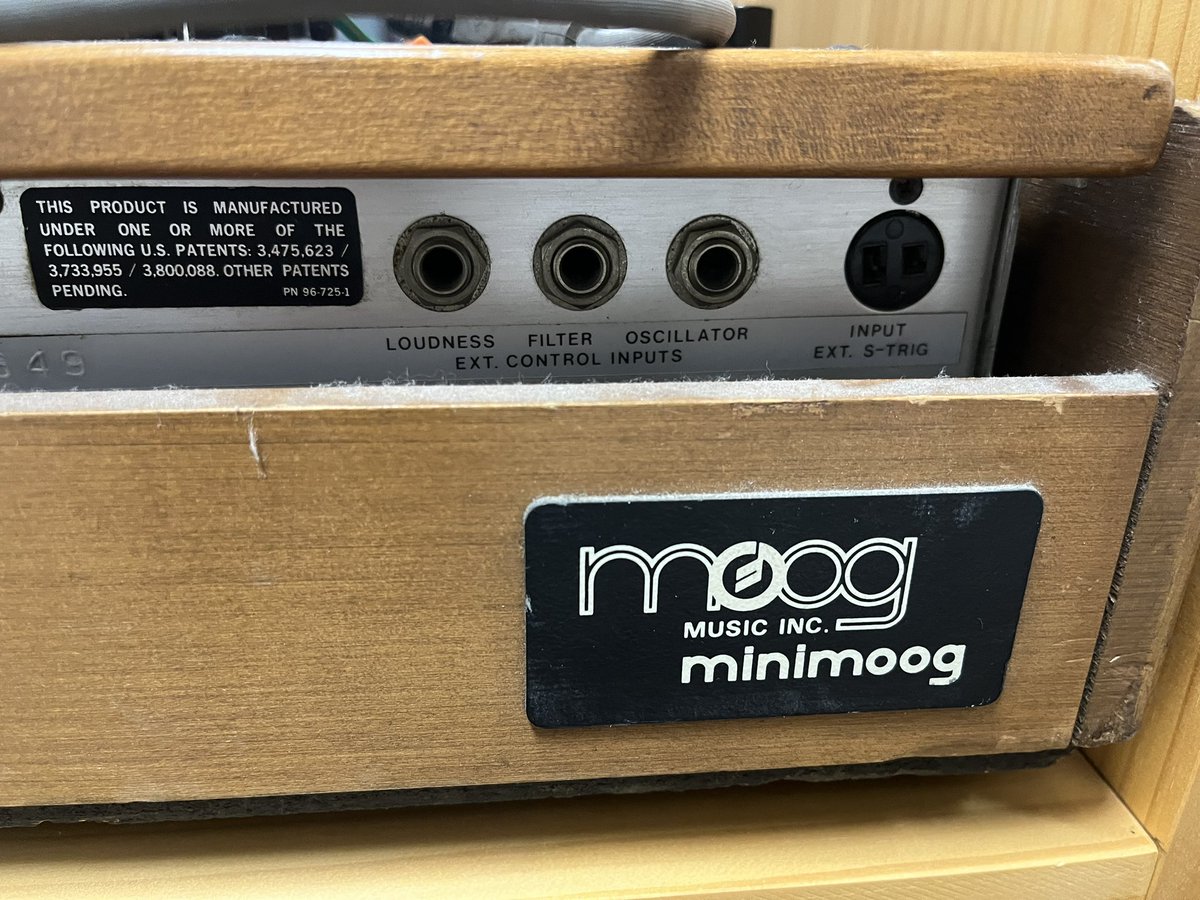 THIS PRODUCT IS MANUFACTURED
UNDER ONE OR MORE OF THE
FOLLOWING U.S. PATENTS: 3,475,623 /
3,733,955 / 3,800,088. OTHER PATENTS
PENDING. PN 96-725-1
LOUDNESS FILTER OSCILLATOR
EXT. CONTROL INPUTS
INPUT
EXT. S-TRIG
moog
MUSIC INC.
minimoog